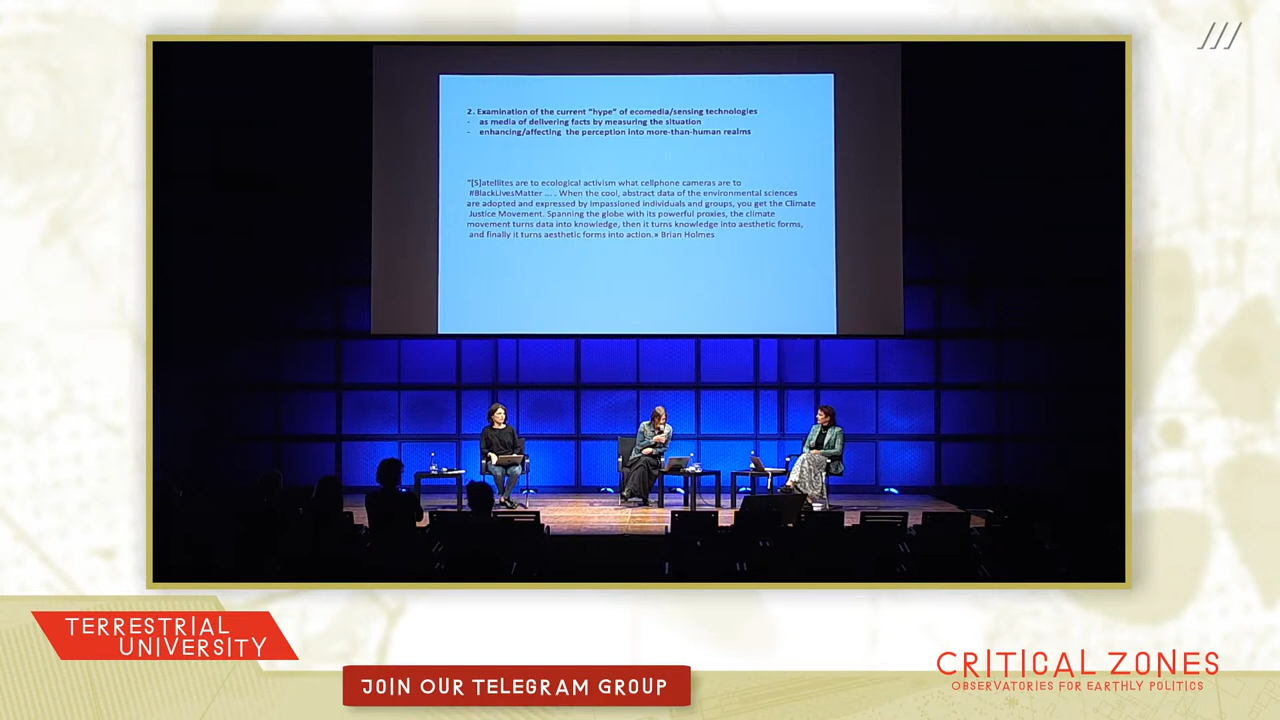 ///
2. Examination of the current “hype” of ecomedia/sensing technologies
- as media of delivering facts by measuring the situation
- enhancing/affecting the perception into more-than-human realms
“[S]atellites are to ecological activism what cellphone cameras are to
#BlackLivesMatter ... . When the cool, abstract data of the environmental sciences
are adopted and expressed by impassioned individuals and groups, you get the Climate
Justice Movement. Spanning the globe with its powerful proxies, the climate
movement turns data into knowledge, then it turns knowledge into aesthetic forms,
and finally it turns aesthetic forms into action.» Brian Holmes
TERRESTRIAL
UNIVERSITY
JOIN OUR TELEGRAM GROUP
CRITICAL ZONES
OBSERVATORIES FOR EARTHLY POLITICS